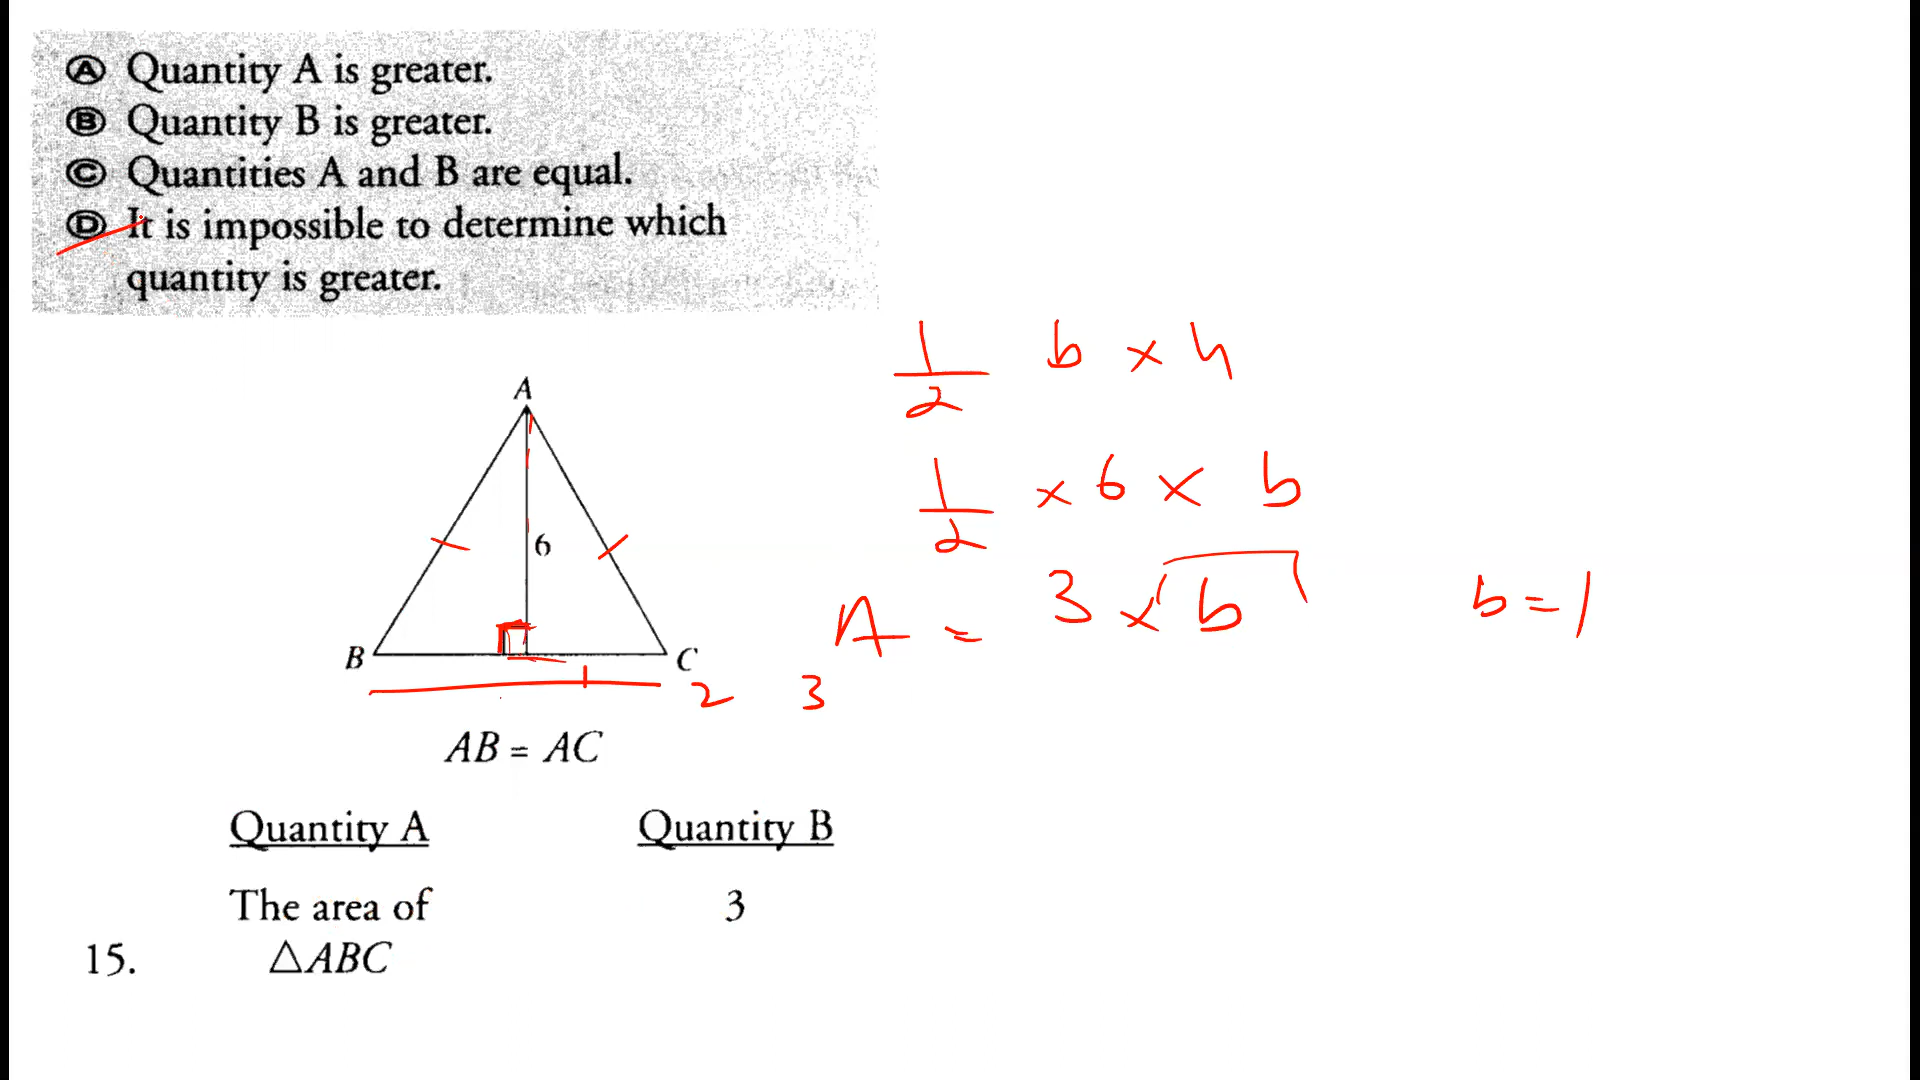 Ⓐ Quantity A is greater.
Ⓑ Quantity B is greater.
Ⓒ Quantities A and B are equal.
Ⓓ It is impossible to determine which
quantity is greater.
1/2 b × h
A
1/2 × 6 × b
6
A = 3 × b
b = 1
B C
2 3
AB = AC
Quantity A Quantity B
The area of 3
15. △ABC